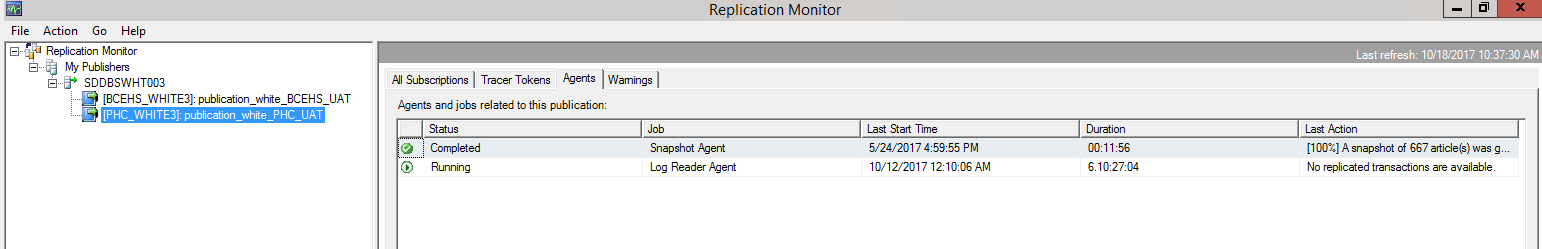 Replication Monitor
File Action Go Help
Replication Monitor
My Publishers
SDDBSWHT003
[BCEHS_WHITE3]: publication_white_BCEHS_UAT
[PHC_WHITE3]: publication_white_PHC_UAT
Last refresh: 10/18/2017 10:37:30 AM
All Subscriptions Tracer Tokens Agents Warnings
Agents and jobs related to this publication:
Status Job Last Start Time Duration Last Action
Completed Snapshot Agent 5/24/2017 4:59:55 PM 00:11:56 [100%] A snapshot of 667 article(s) was g...
Running Log Reader Agent 10/12/2017 12:10:06 AM 6.10:27:04 No replicated transactions are available.